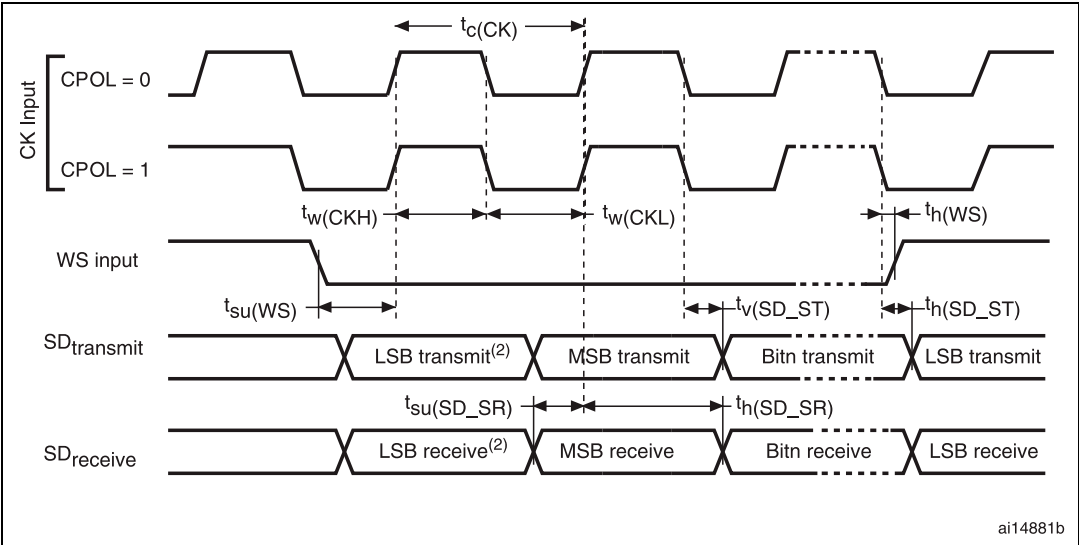 tc(CK)
CK Input
CPOL = 0
CPOL = 1
tw(CKH)
tw(CKL)
th(WS)
WS input
tsu(WS)
tv(SD_ST)
th(SD_ST)
SDtransmit
LSB transmit(2)
MSB transmit
Bitn transmit
LSB transmit
tsu(SD_SR)
th(SD_SR)
SDreceive
LSB receive(2)
MSB receive
Bitn receive
LSB receive
ai14881b